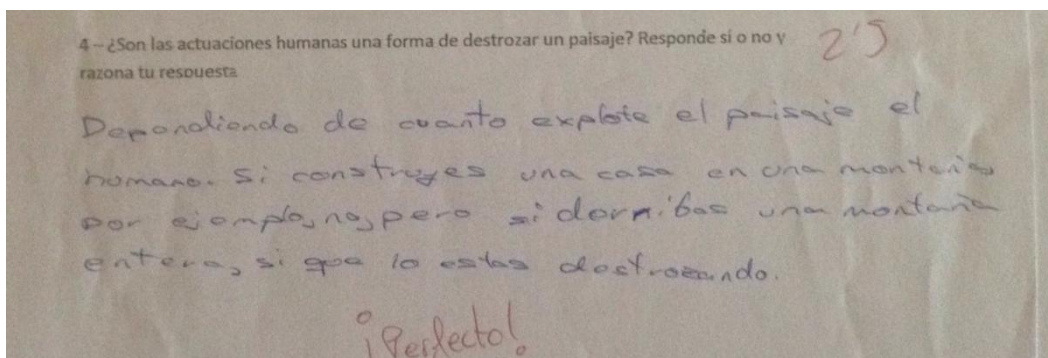 4 – ¿Son las actuaciones humanas una forma de destrozar un paisaje? Responde sí o no y
razona tu respuesta
2'5
Dependiendo de cuanto explote el paisaje el
humano. Si construyes una casa en una montaña
por ejemplo, no, pero si derribas una montaña
entera, si que lo estas destrozando.
¡Perfecto!